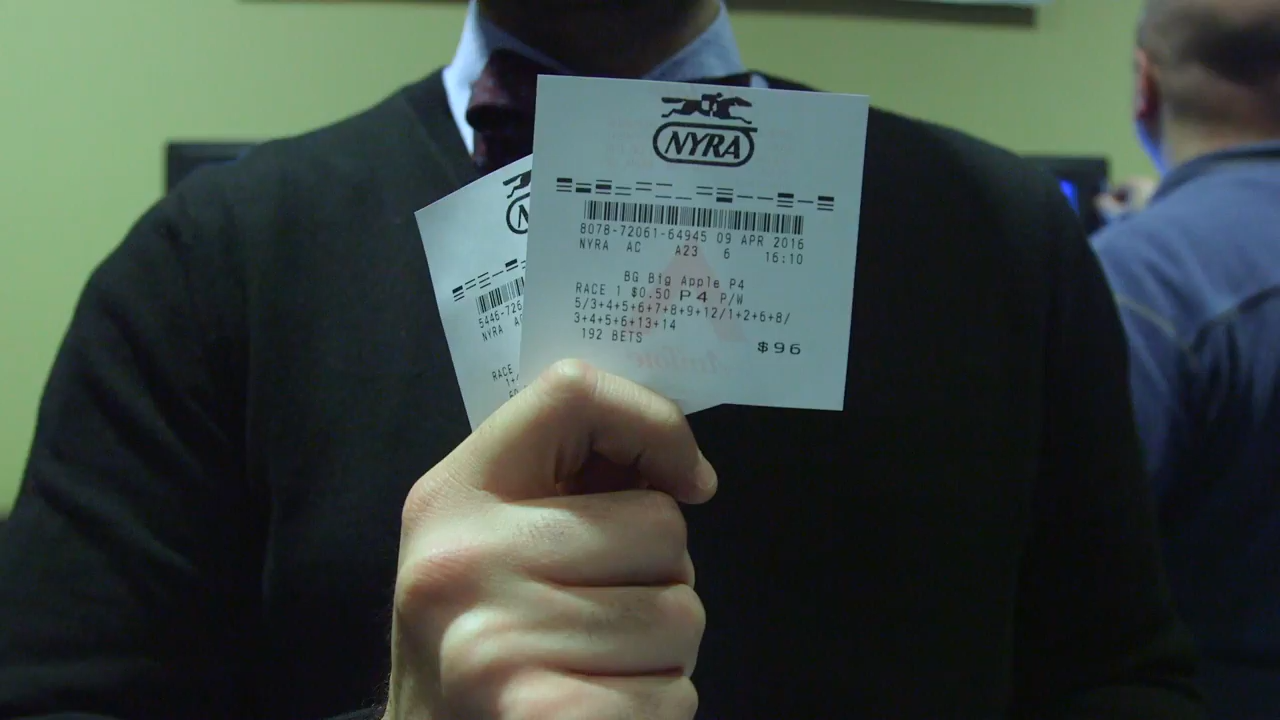 NYRA
8078-72061-64945 09 APR 2016
NYRA AC A23 6 16:10
BG Big Apple P4
RACE 1 $0.50 P4 P/W
5/3+4+5+6+7+8+9+12/1+2+6+8/
3+4+5+6+13+14
192 BETS $96
5446-726
NYRA
RACE
1+/